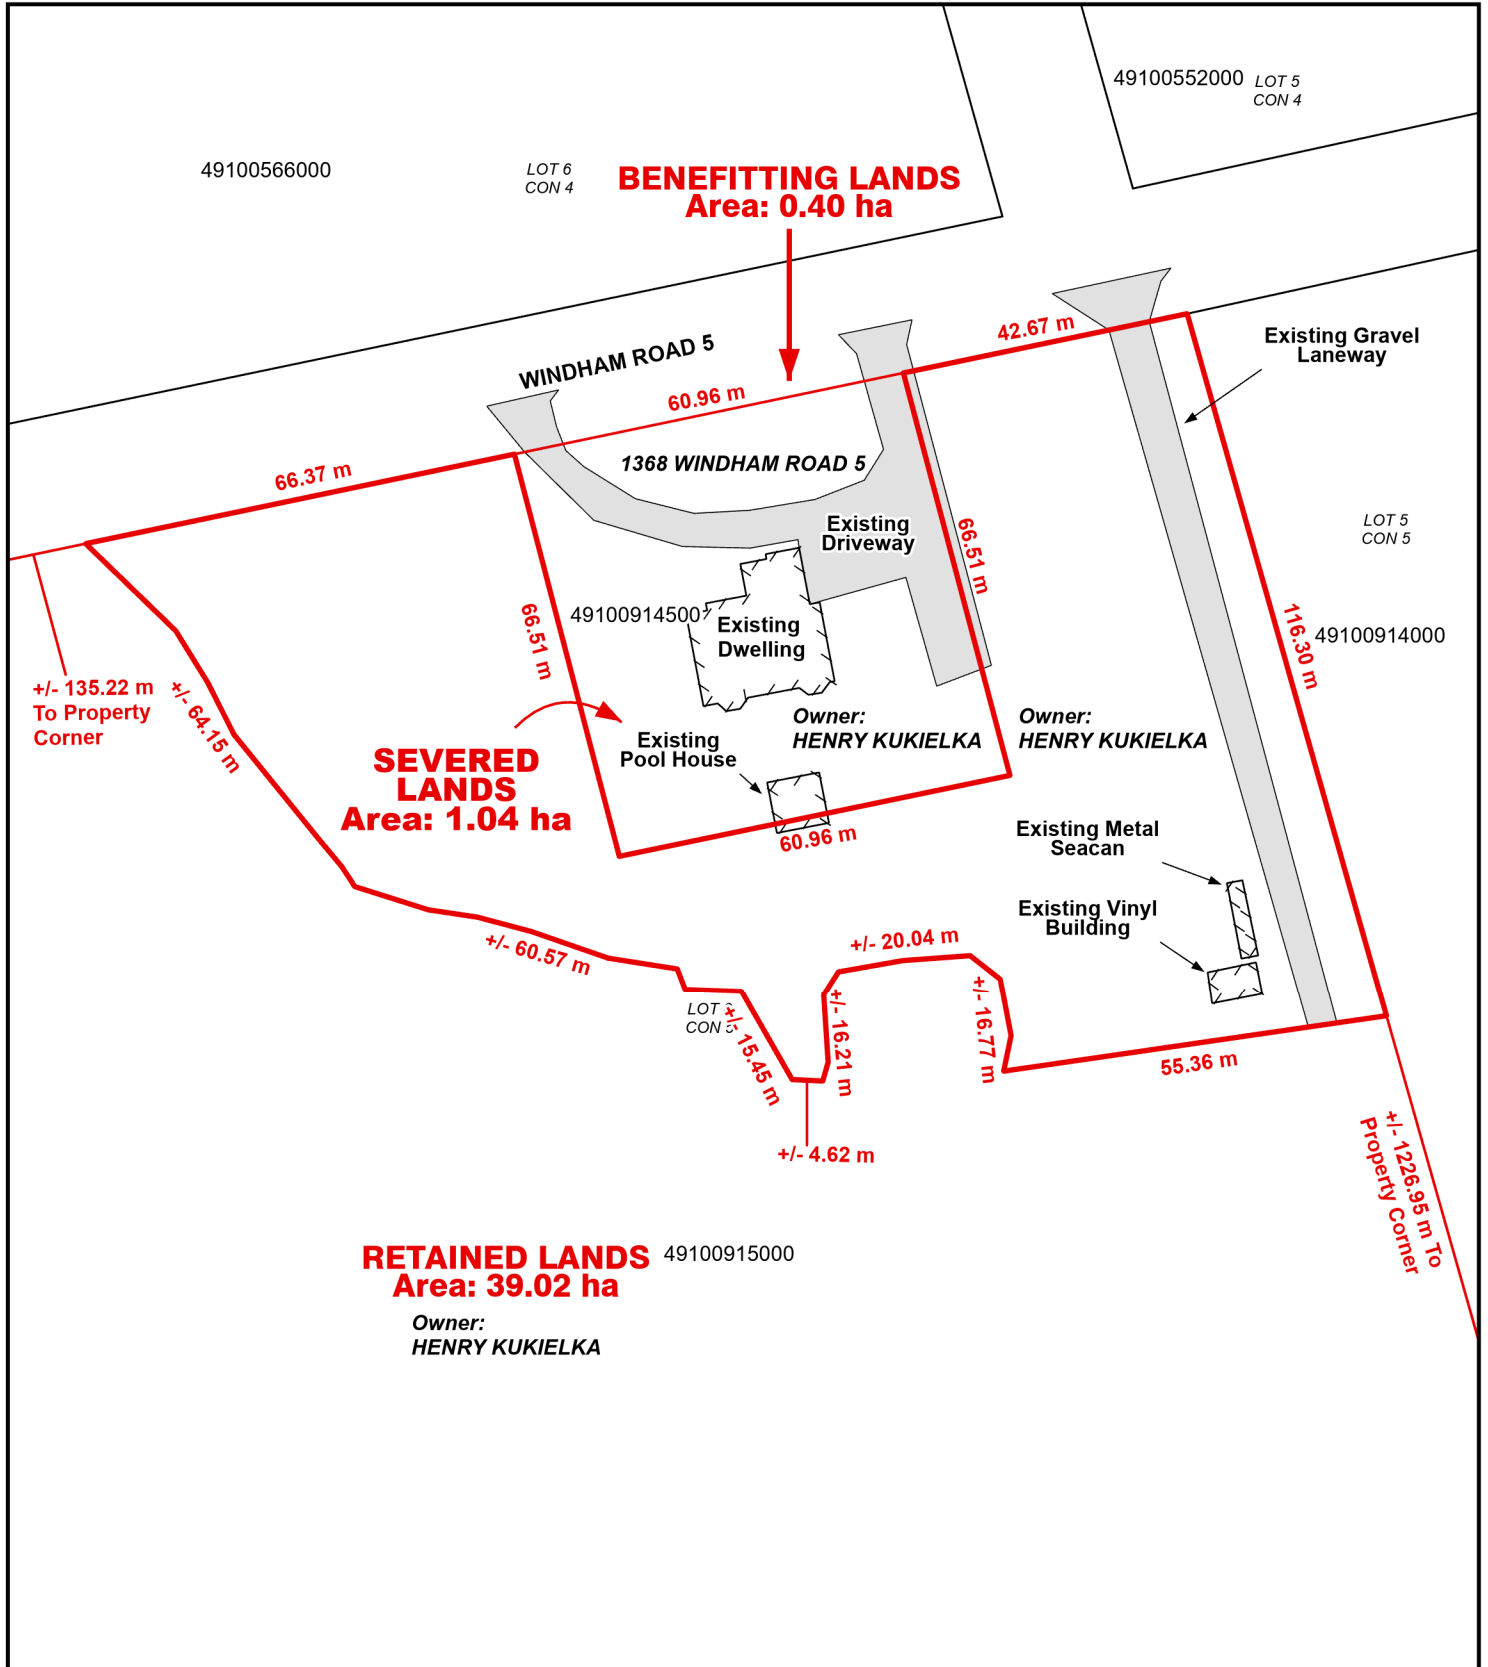 49100552000
LOT 5
CON 4
49100566000
LOT 6
CON 4
BENEFITTING LANDS
Area: 0.40 ha
WINDHAM ROAD 5
42.67 m
Existing Gravel
Laneway
60.96 m
66.37 m
1368 WINDHAM ROAD 5
Existing
Driveway
66.51 m
LOT 5
CON 5
66.51 m
49100914500
Existing
Dwelling
116.30 m
49100914000
+/- 135.22 m
To Property
Corner
+/- 64.15 m
Owner:
HENRY KUKIELKA
Owner:
HENRY KUKIELKA
Existing
Pool House
SEVERED
LANDS
Area: 1.04 ha
60.96 m
Existing Metal
Seacan
Existing Vinyl
Building
+/- 60.57 m
+/- 20.04 m
LOT
CON
+/- 15.45 m
+/- 16.21 m
+/- 16.77 m
55.36 m
+/- 4.62 m
+/- 1226.95 m To
Property Corner
RETAINED LANDS
Area: 39.02 ha
49100915000
Owner:
HENRY KUKIELKA